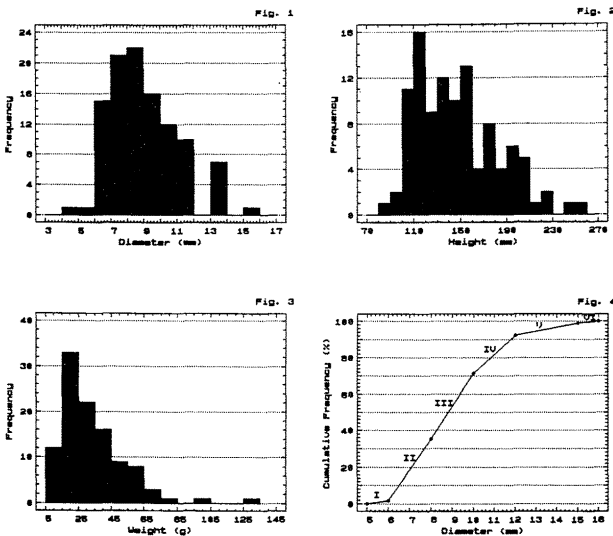 Fig. 1
24
20
16
12
8
4
0
Frequency
3 5 7 9 11 13 15 17
Diameter (mm)
Fig. 2
16
12
8
4
0
Frequency
70 110 150 190 230 270
Height (mm)
Fig. 3
40
30
20
10
0
Frequency
5 25 45 65 85 105 125 145
Weight (g)
Fig. 4
100
80
60
40
20
0
Cumulative Frequency (%)
I
II
III
IV
V
VI
5 6 7 8 9 10 11 12 13 14 15 16
Diameter (mm)